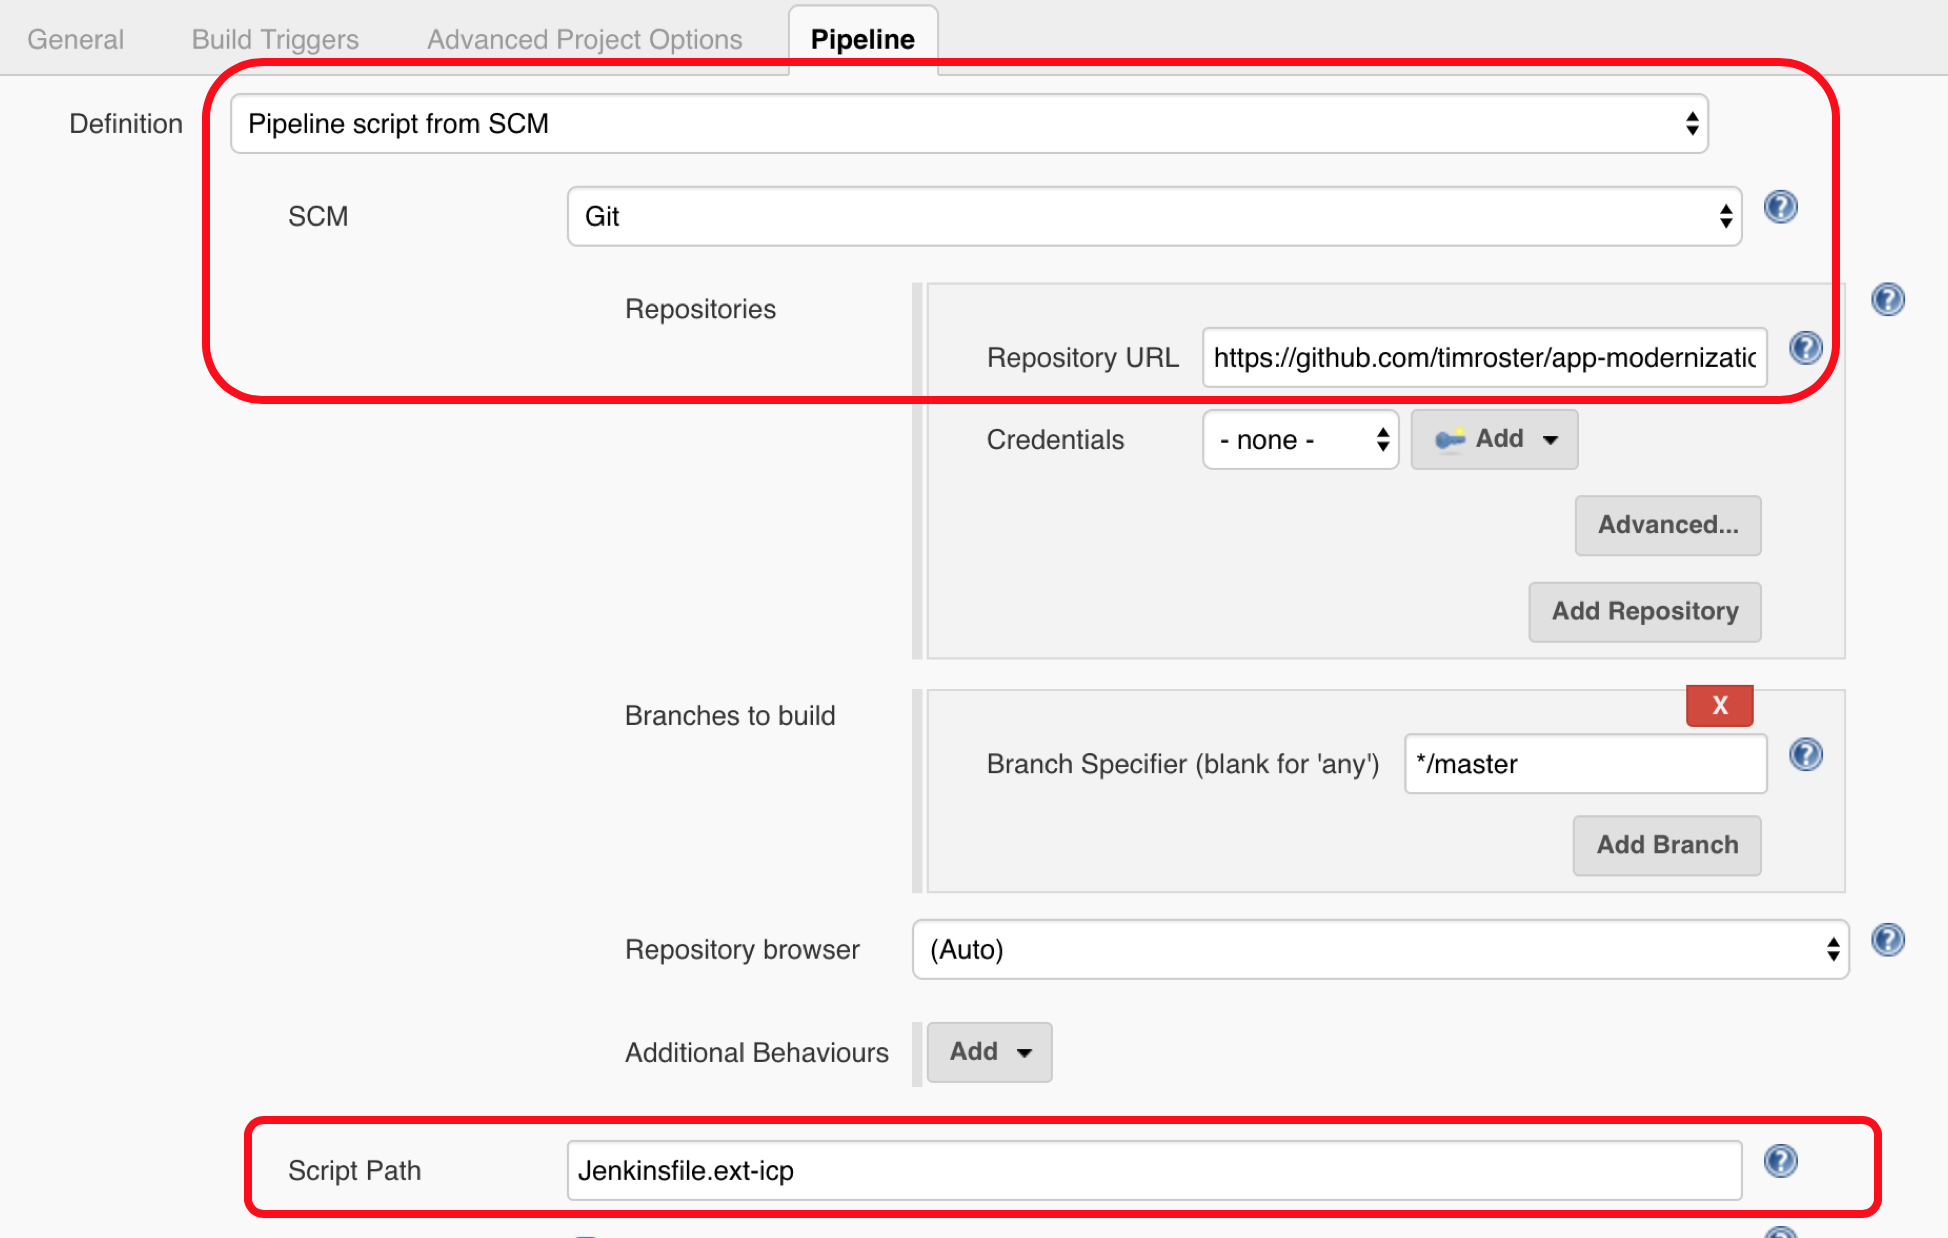 General Build Triggers Advanced Project Options Pipeline
Definition Pipeline script from SCM
SCM Git
Repositories
Repository URL https://github.com/timroster/app-modernizatic
Credentials - none - Add
Advanced...
Add Repository
Branches to build
X
Branch Specifier (blank for 'any') */master
Add Branch
Repository browser (Auto)
Additional Behaviours Add
Script Path Jenkinsfile.ext-icp